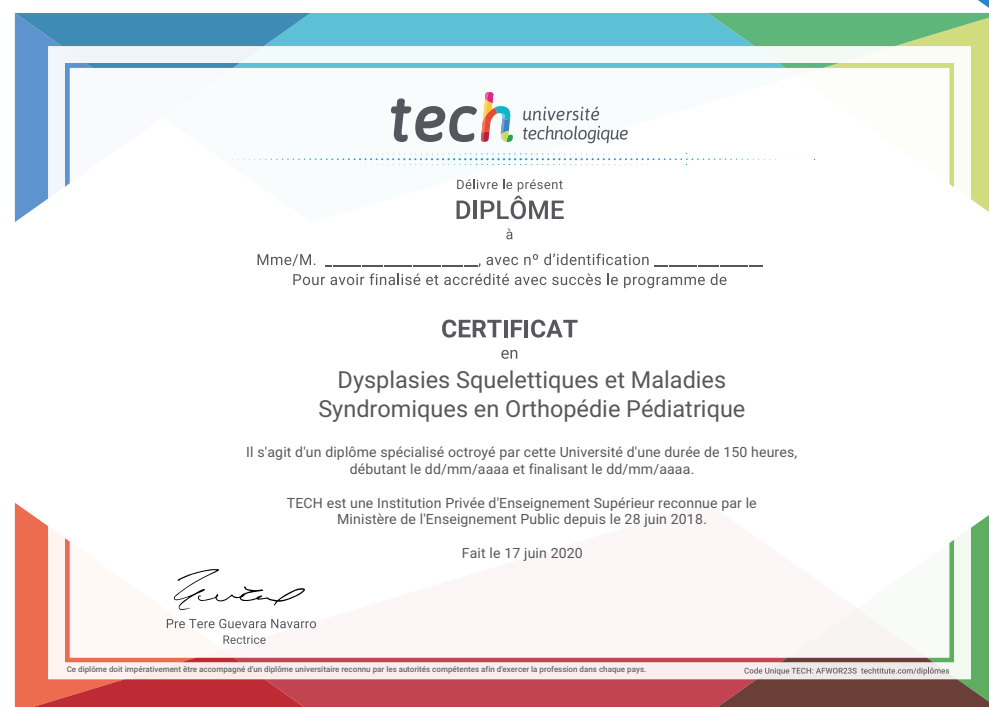 tech université
technologique
Délivre le présent
DIPLÔME
à
Mme/M. ___________________, avec nº d'identification ______________
Pour avoir finalisé et accrédité avec succès le programme de
CERTIFICAT
en
Dysplasies Squelettiques et Maladies
Syndromiques en Orthopédie Pédiatrique
Il s'agit d'un diplôme spécialisé octroyé par cette Université d'une durée de 150 heures,
débutant le dd/mm/aaaa et finalisant le dd/mm/aaaa.
TECH est une Institution Privée d'Enseignement Supérieur reconnue par le
Ministère de l'Enseignement Public depuis le 28 juin 2018.
Fait le 17 juin 2020
Pre Tere Guevara Navarro
Rectrice
Ce diplôme doit impérativement être accompagné d'un diplôme universitaire reconnu par les autorités compétentes afin d'exercer la profession dans chaque pays.
Code Unique TECH: AFWOR23S techtitute.com/diplômes